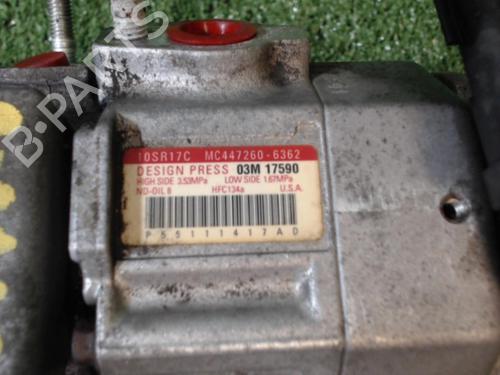 10SR17C MC447260-6362
DESIGN PRESS 03M 17590
HIGH SIDE 3.53MPa LOW SIDE 1.67MPa
ND-OIL 8 HFC134a U.S.A.
P55111417AD
B-PARTS